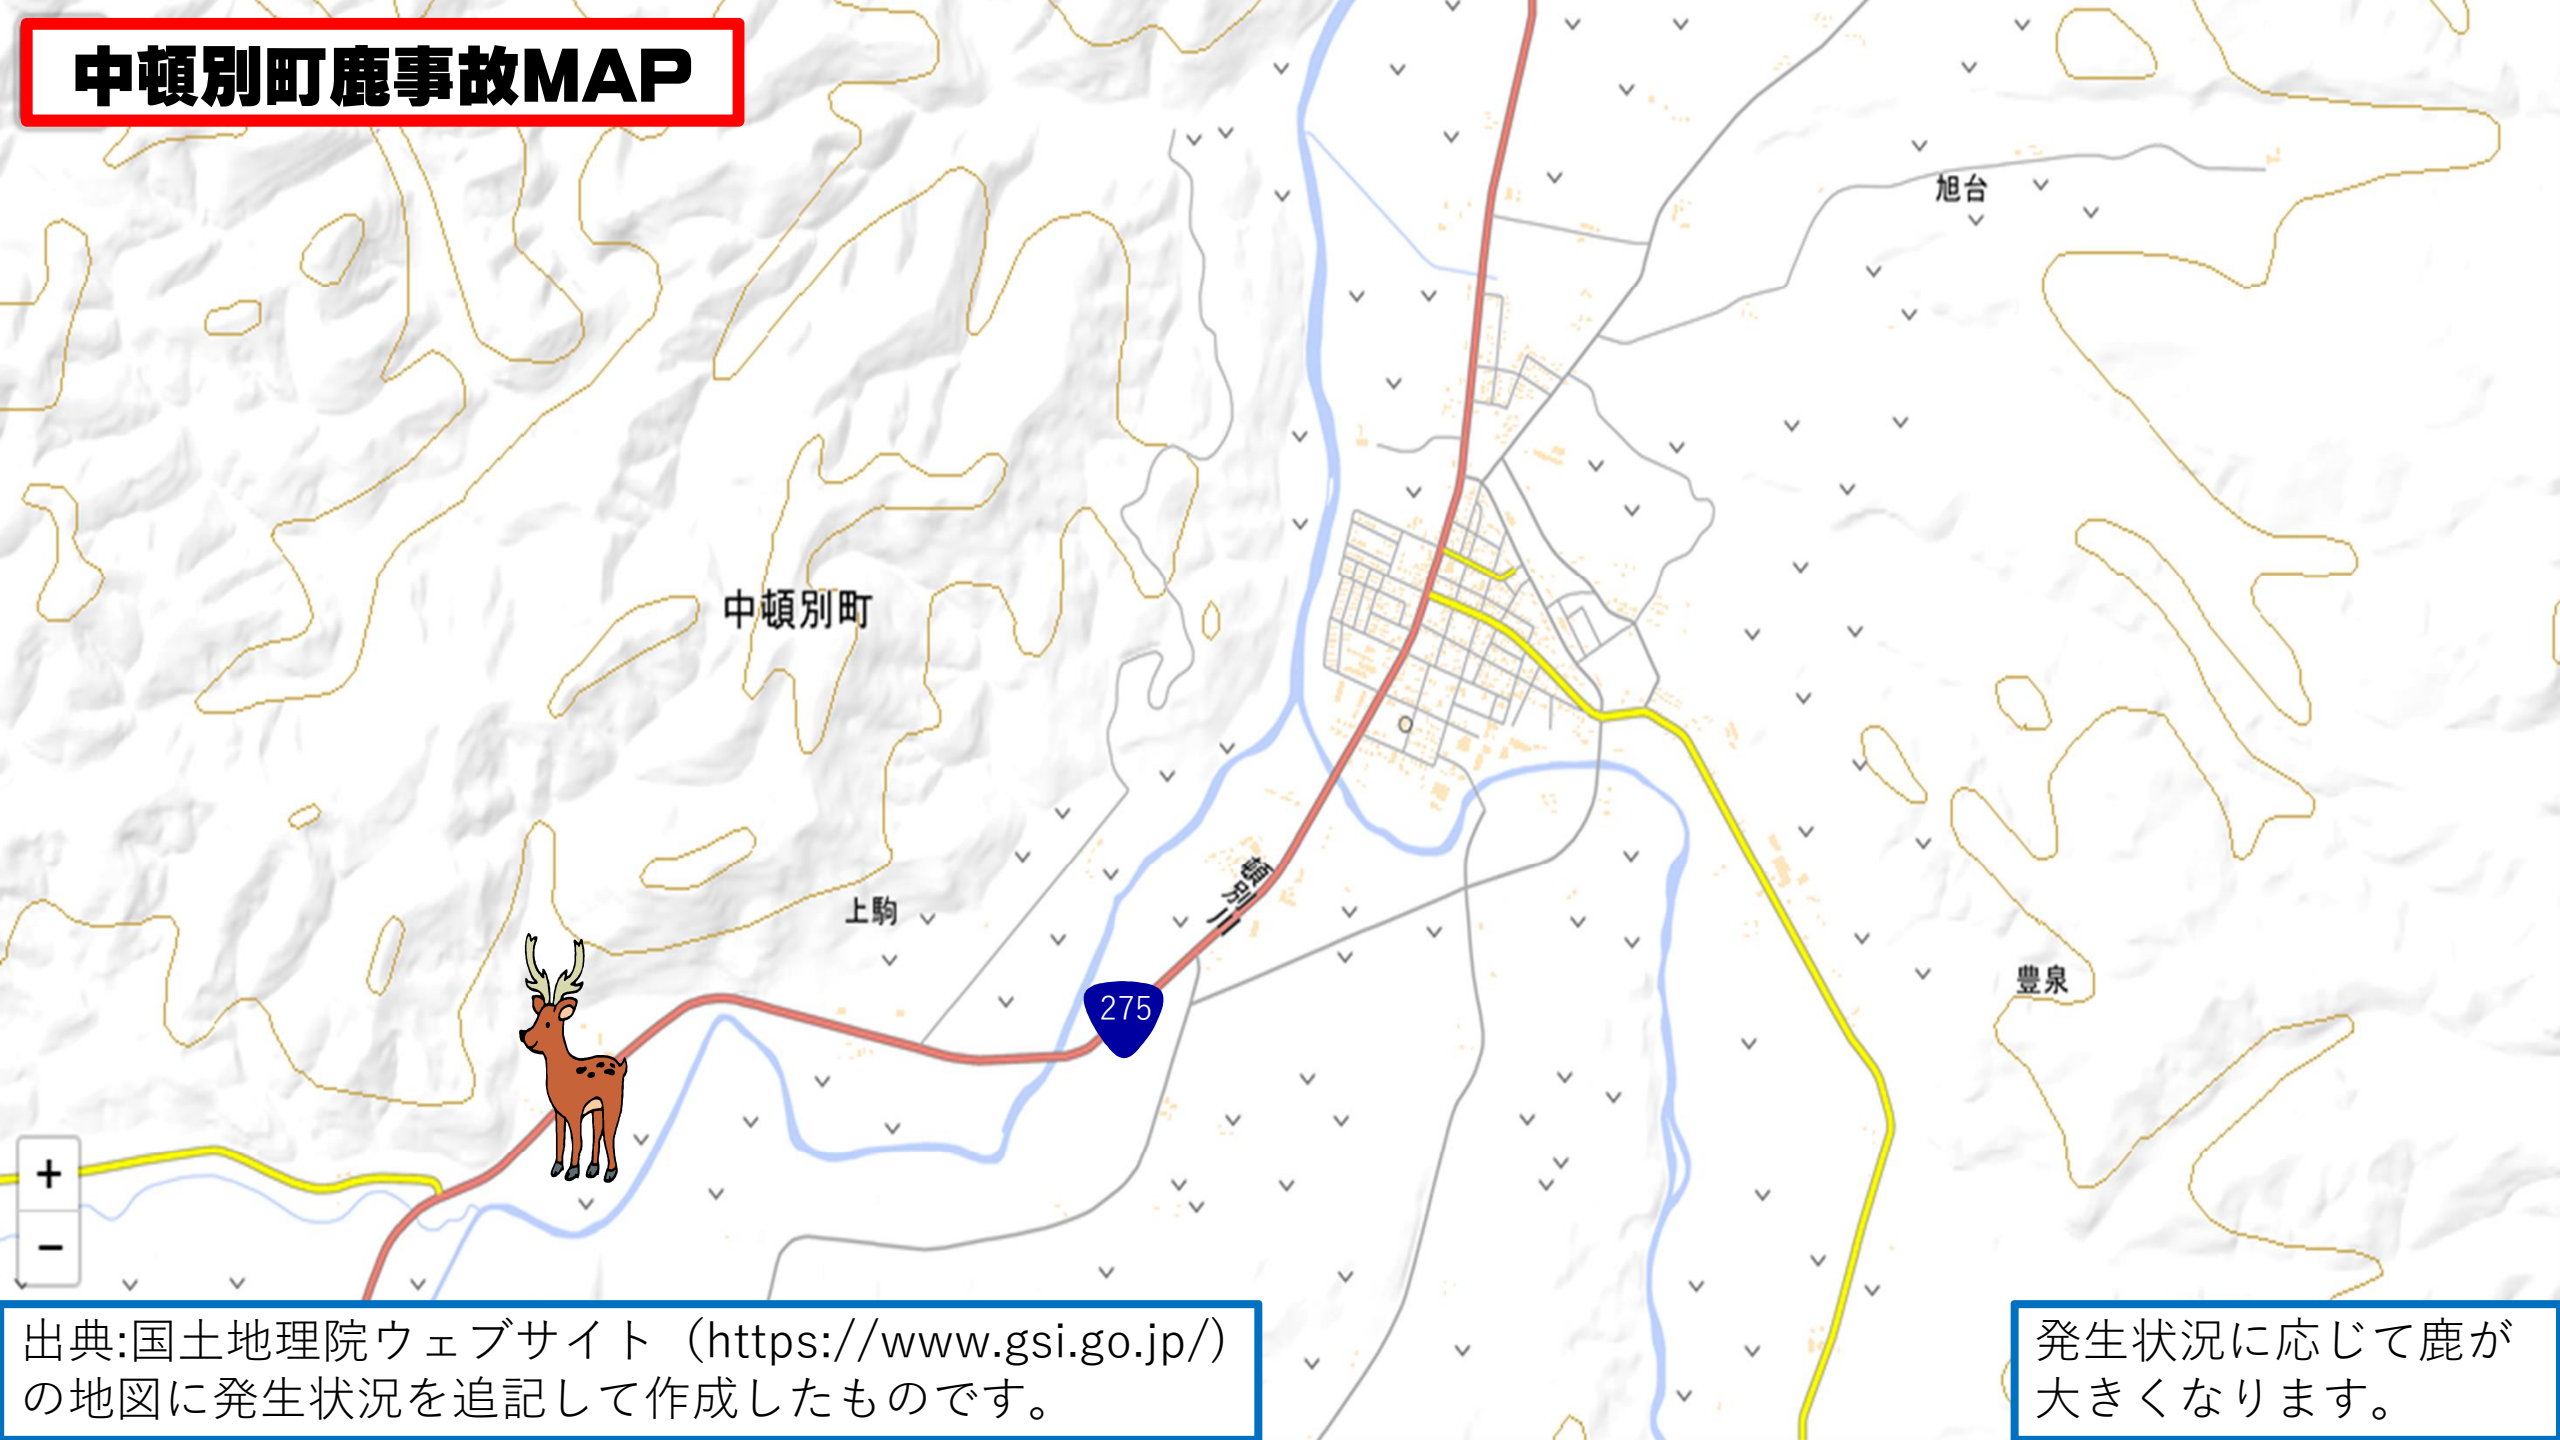 中頓別町鹿事故MAP
旭台
中頓別町
頓別川
上駒
豊泉
275
+
−
出典:国土地理院ウェブサイト（https://www.gsi.go.jp/）
の地図に発生状況を追記して作成したものです。
発生状況に応じて鹿が
大きくなります。